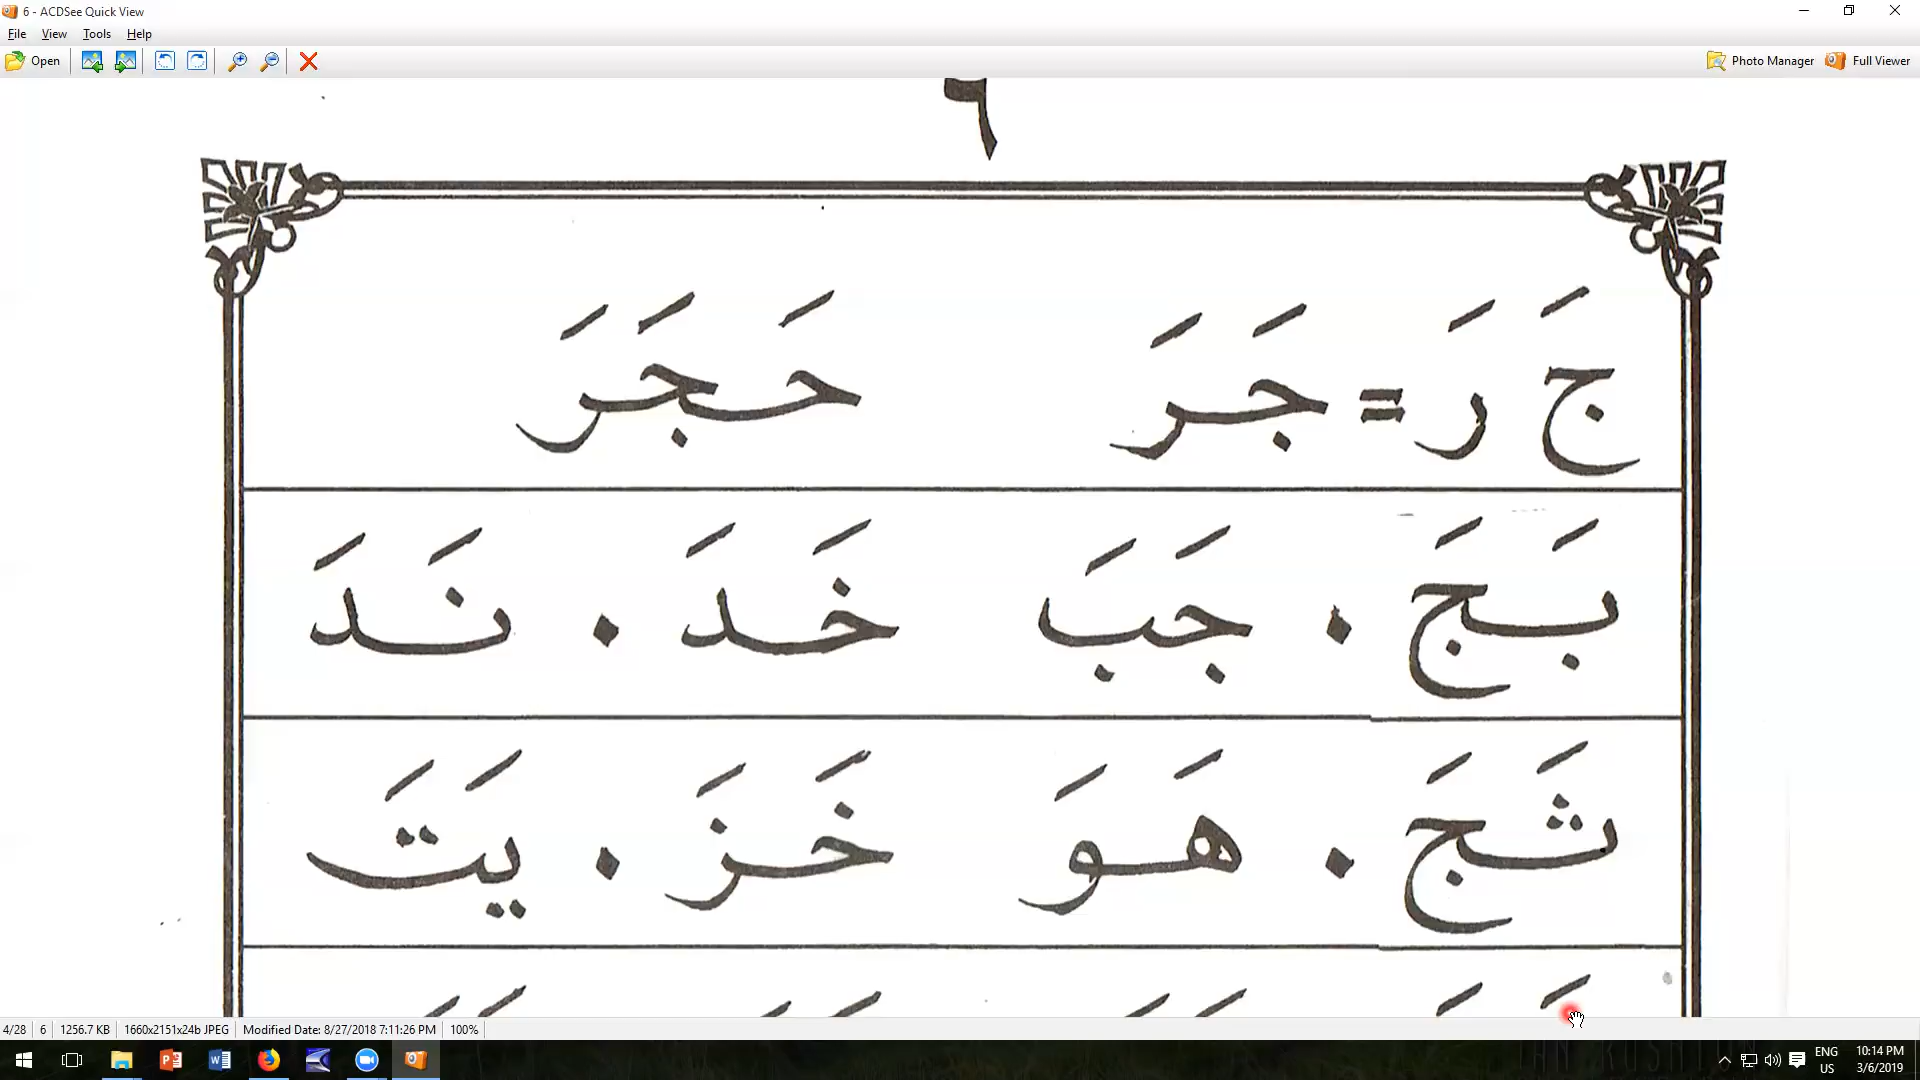 6 - ACDSee Quick View
File View Tools Help
Open Photo Manager Full Viewer
٦
جَ رَ = جَرَ حَجَرَ
بَجَ . جَبَ خَدَ . نَدَ
ثَجَ . هَوَ خَزَ . يَتَ
4/28 6 1256.7 KB 1660x2151x24b JPEG Modified Date: 8/27/2018 7:11:26 PM 100%
ENG 10:14 PM
US 3/6/2019